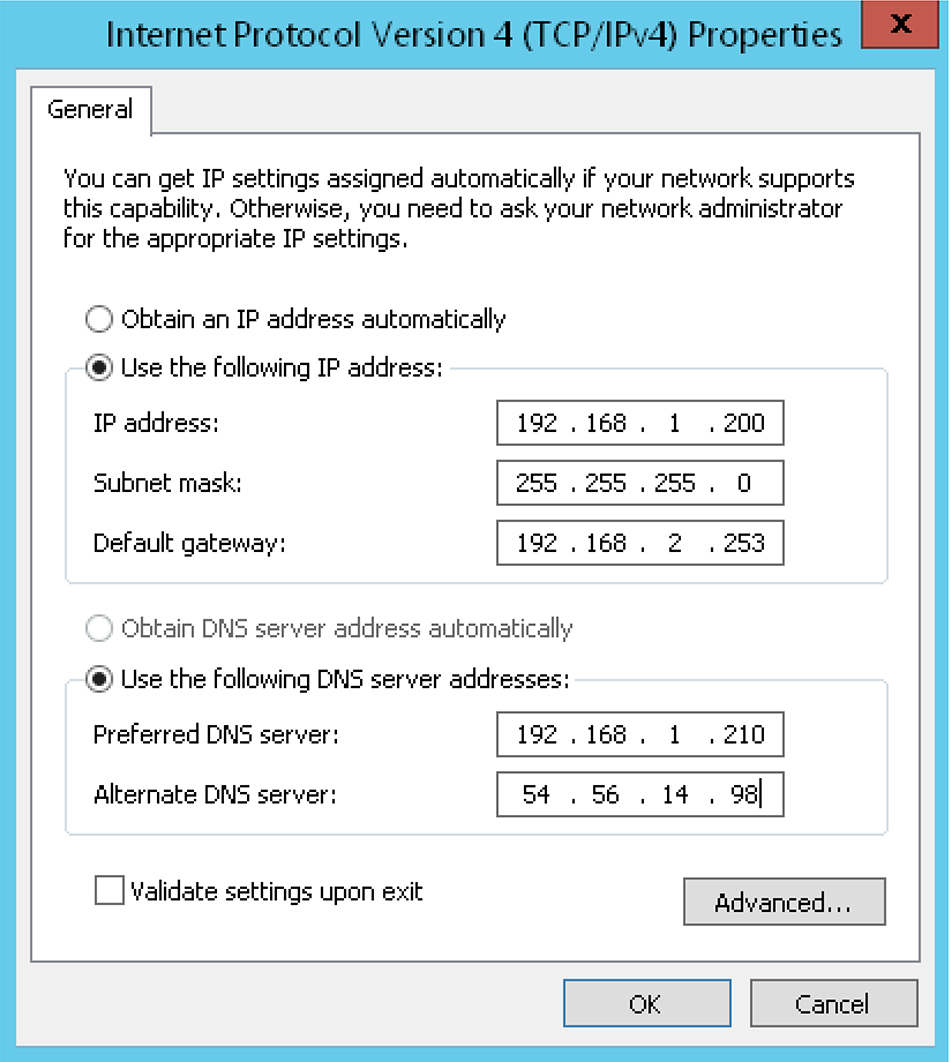 Internet Protocol Version 4 (TCP/IPv4) Properties
x
General
You can get IP settings assigned automatically if your network supports
this capability. Otherwise, you need to ask your network administrator
for the appropriate IP settings.
Obtain an IP address automatically
Use the following IP address:
IP address: 192 . 168 . 1 . 200
Subnet mask: 255 . 255 . 255 . 0
Default gateway: 192 . 168 . 2 . 253
Obtain DNS server address automatically
Use the following DNS server addresses:
Preferred DNS server: 192 . 168 . 1 . 210
Alternate DNS server: 54 . 56 . 14 . 98
Validate settings upon exit
Advanced...
OK Cancel